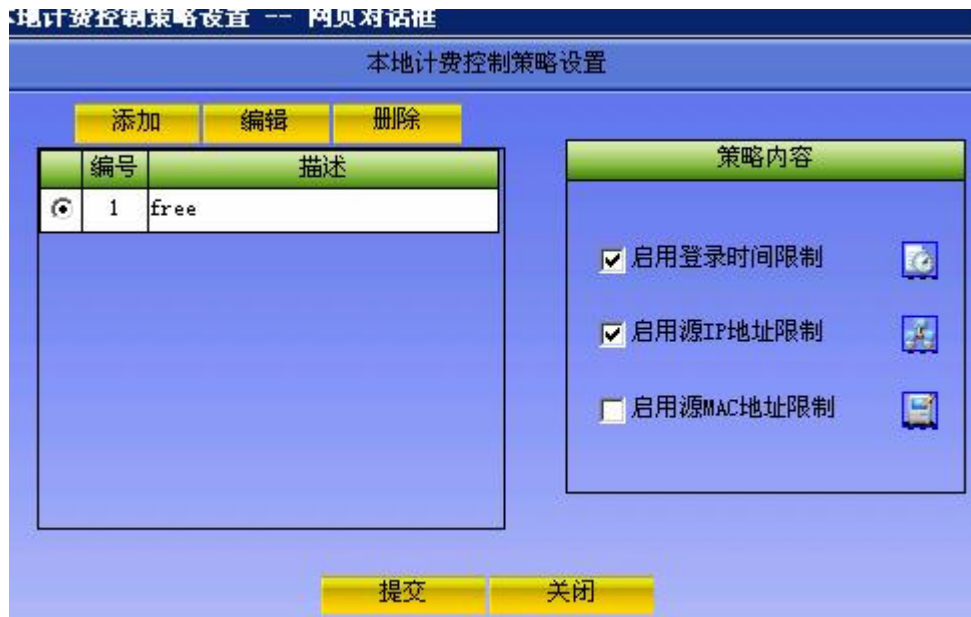 本地计费控制策略设置 -- 网页对话框
本地计费控制策略设置
添加 编辑 删除
编号 描述
1 free
策略内容
启用登录时间限制
启用源IP地址限制
启用源MAC地址限制
提交 关闭